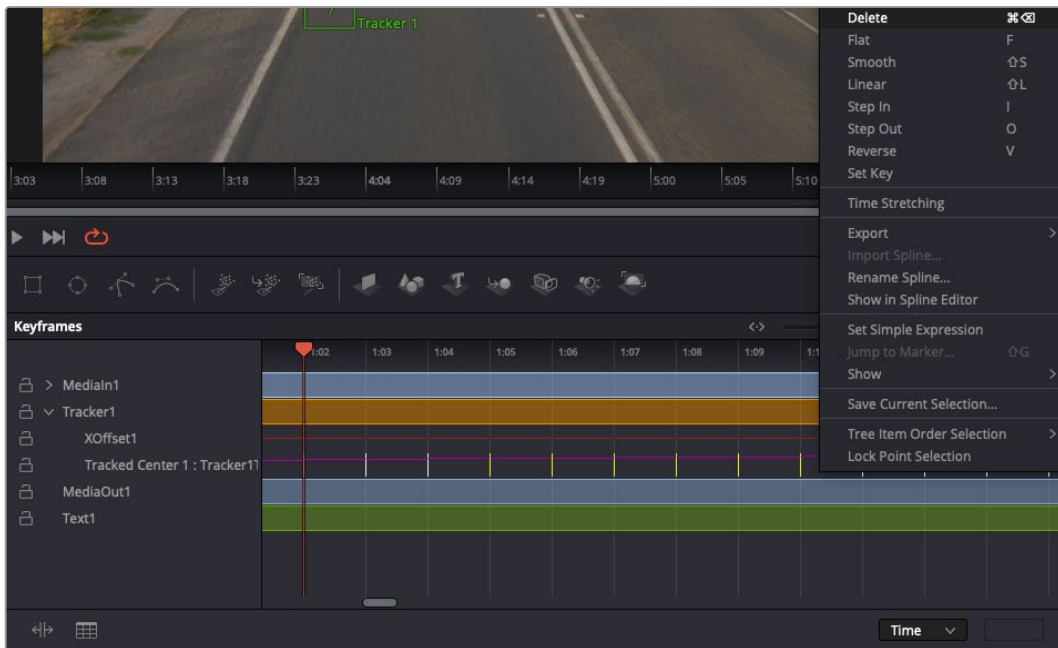 Tracker 1
3:03 3:08 3:13 3:18 3:23 4:04 4:09 4:14 4:19 5:00 5:05 5:10
Delete ⌘⌫
Flat F
Smooth ⇧S
Linear ⇧L
Step In I
Step Out O
Reverse V
Set Key
Time Stretching
Export >
Import Spline...
Rename Spline...
Show in Spline Editor
Set Simple Expression
Jump to Marker... ⇧G
Show >
Save Current Selection...
Tree Item Order Selection >
Lock Point Selection
Keyframes
1:02 1:03 1:04 1:05 1:06 1:07 1:08 1:09
MediaIn1
Tracker1
XOffset1
Tracked Center 1 : Tracker1
MediaOut1
Text1
Time